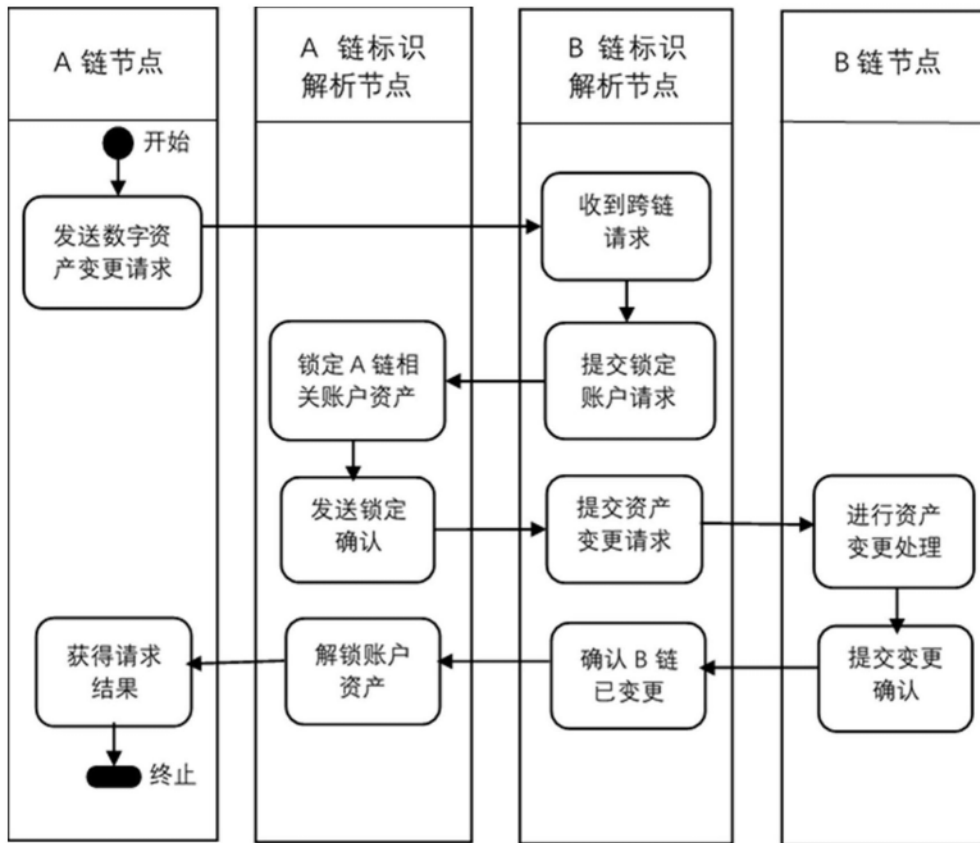 A 链节点
A 链标识
解析节点
B 链标识
解析节点
B 链节点
开始
发送数字资
产变更请求
收到跨链
请求
锁定 A 链相
关账户资产
提交锁定
账户请求
发送锁定
确认
提交资产
变更请求
进行资产
变更处理
获得请求
结果
解锁账户
资产
确认 B 链
已变更
提交变更
确认
终止